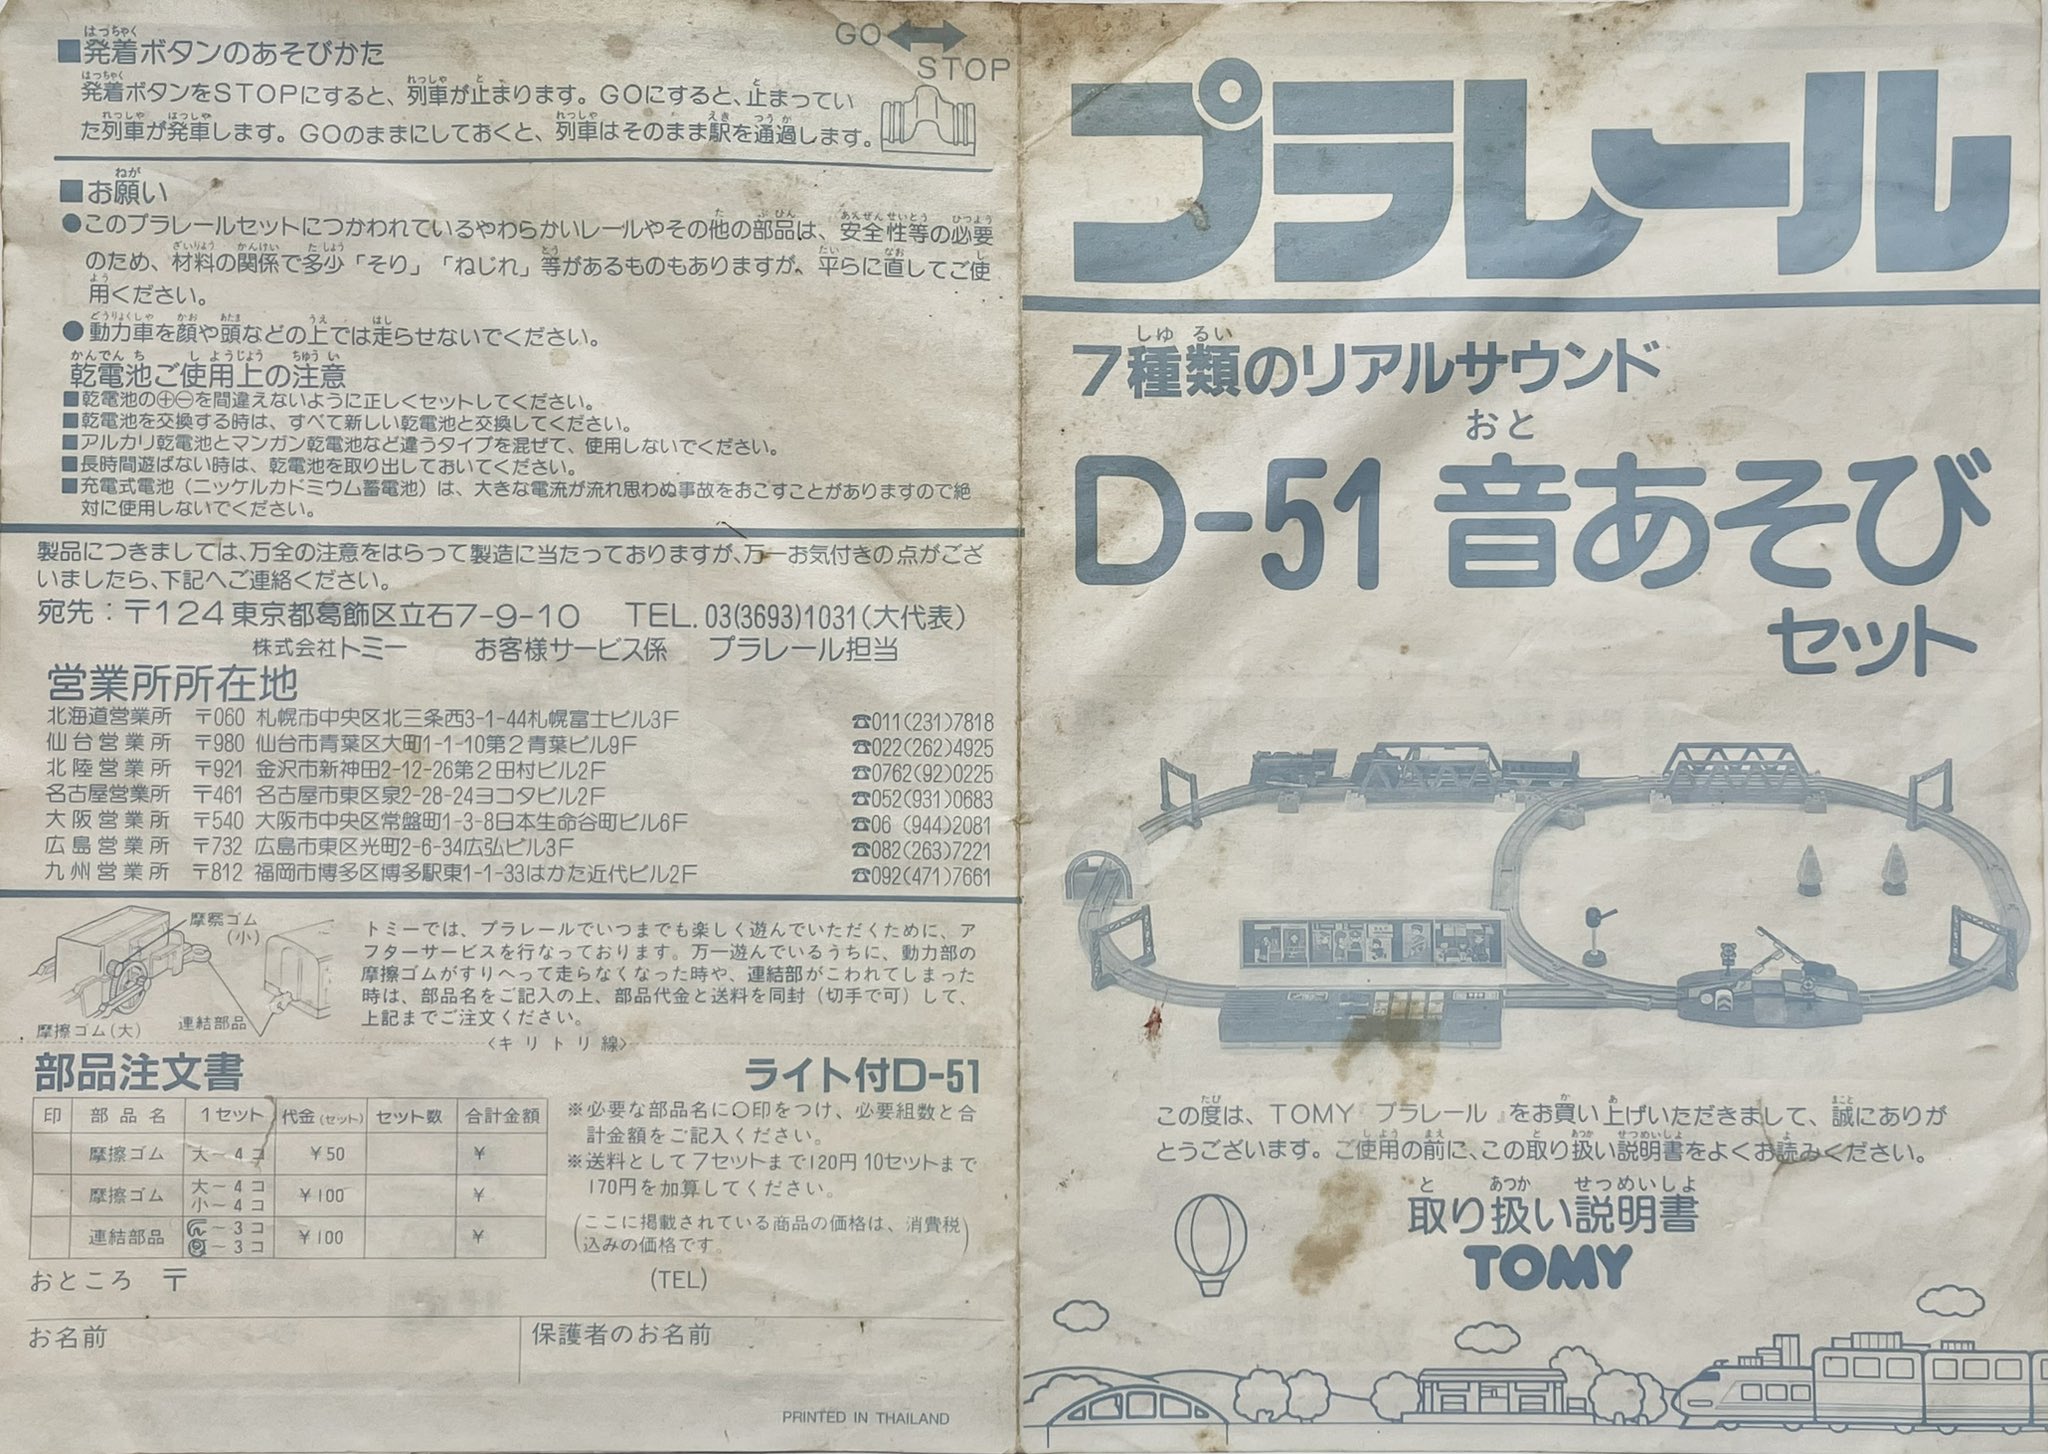 ■発着ボタンのあそびかた
GO STOP
発着ボタンをSTOPにすると、列車が止まります。GOにすると、止まってい
た列車が発車します。GOのままにしておくと、列車はそのまま駅を通過します。
■お願い
●このプラレールセットにつかわれているやわらかいレールやその他の部品は、安全性等の必要
のため、材料の関係で多少「そり」「ねじれ」等があるものもありますが、平らに直してご使
用ください。
●動力車を顔や頭などの上では走らせないでください。
乾電池ご使用上の注意
■乾電池の⊕⊖を間違えないように正しくセットしてください。
■乾電池を交換する時は、すべて新しい乾電池と交換してください。
■アルカリ乾電池とマンガン乾電池など違うタイプを混ぜて、使用しないでください。
■長時間遊ばない時は、乾電池を取り出しておいてください。
■充電式電池（ニッケルカドミウム蓄電池）は、大きな電流が流れ思わぬ事故をおこすことがありますので絶
対に使用しないでください。
製品につきましては、万全の注意をはらって製造に当たっておりますが、万一お気付きの点がござ
いましたら、下記へご連絡ください。
宛先：〒124 東京都葛飾区立石7-9-10 TEL. 03(3693)1031(大代表)
株式会社トミー お客様サービス係 プラレール担当
営業所所在地
北海道営業所 〒060 札幌市中央区北三条西3-1-44札幌富士ビル3F ☎011(231)7818
仙台営業所 〒980 仙台市青葉区大町1-1-10第2青葉ビル9F ☎022(262)4925
北陸営業所 〒921 金沢市新神田2-12-26第2田村ビル2F ☎0762(92)0225
名古屋営業所 〒461 名古屋市東区泉2-28-24ヨコタビル2F ☎052(931)0683
大阪営業所 〒540 大阪市中央区常盤町1-3-8日本生命谷町ビル6F ☎06 (944)2081
広島営業所 〒732 広島市東区光町2-6-34広弘ビル3F ☎082(263)7221
九州営業所 〒812 福岡市博多区博多駅東1-1-33はかた近代ビル2F ☎092(471)7661
摩擦ゴム
(小)
摩擦ゴム(大)
連結部品
トミーでは、プラレールでいつまでも楽しく遊んでいただくために、ア
フターサービスを行なっております。万一遊んでいるうちに、動力部の
摩擦ゴムがすりへって走らなくなった時や、連結部がこわれてしまった
時は、部品名をご記入の上、部品代金と送料を同封（切手で可）して、
上記までご注文ください。
〈キリトリ線〉
部品注文書 ライト付D-51
印 部品名 1セット 代金(セット) セット数 合計金額
摩擦ゴム 大～4コ ¥50 ¥
摩擦ゴム 大～4コ 小～4コ ¥100 ¥
連結部品 ～3コ ～3コ ¥100 ¥
※必要な部品名に○印をつけ、必要組数と合
計金額をご記入ください。
※送料として7セットまで120円10セットまで
170円を加算してください。
(ここに掲載されている商品の価格は、消費税
込みの価格です。)
おところ 〒 (TEL)
お名前 保護者のお名前
PRINTED IN THAILAND
プラレール
7種類のリアルサウンド
D-51 音あそび
セット
この度は、TOMY『プラレール』をお買い上げいただきまして、誠にありが
とうございます。ご使用の前に、この取り扱い説明書をよくお読みください。
取り扱い説明書
TOMY